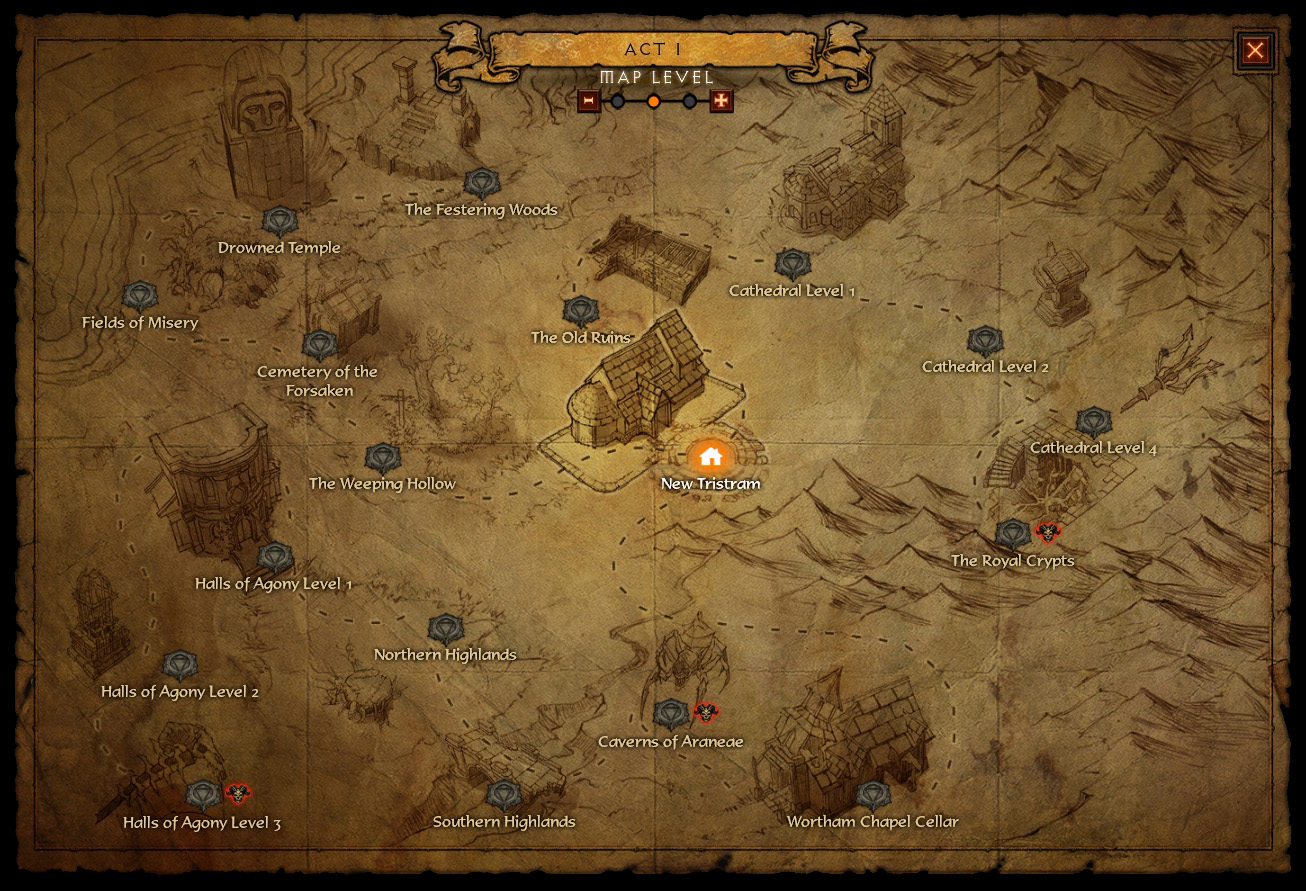 ACT I
MAP LEVEL
The Festering Woods
Drowned Temple
Cathedral Level 1
Fields of Misery
The Old Ruins
Cemetery of the
Forsaken
Cathedral Level 2
Cathedral Level 4
The Weeping Hollow
New Tristram
The Royal Crypts
Halls of Agony Level 1
Northern Highlands
Halls of Agony Level 2
Caverns of Araneae
Halls of Agony Level 3
Southern Highlands
Wortham Chapel Cellar